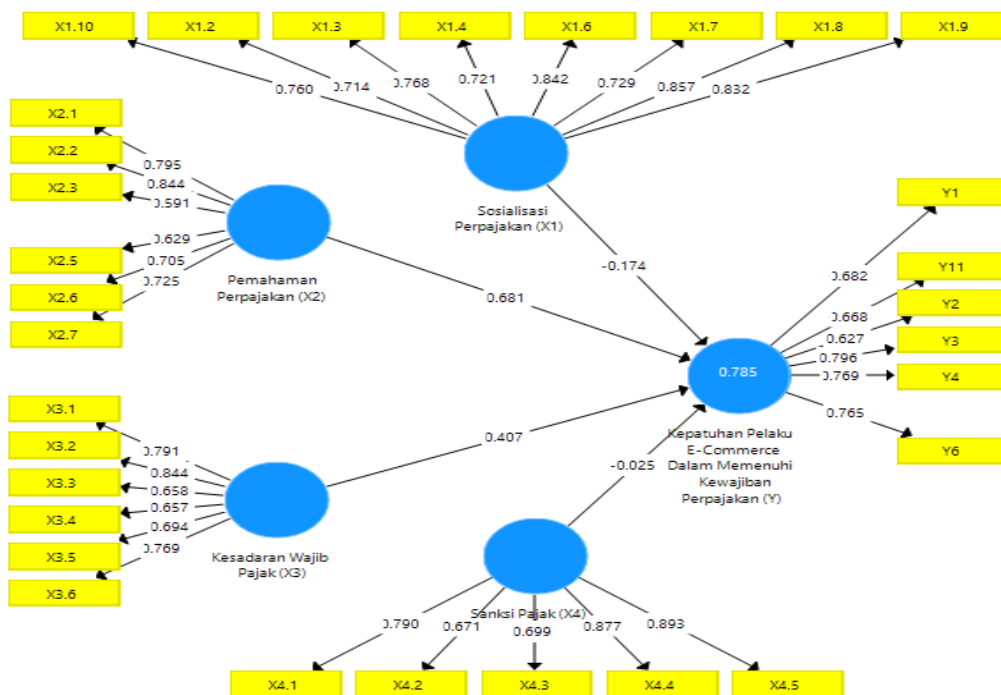 X1.10
X1.2
X1.3
X1.4
X1.6
X1.7
X1.8
X1.9
0.760
0.714
0.768
0.721
0.842
0.729
0.857
0.832
Sosialisasi
Perpajakan (X1)
X2.1
X2.2
X2.3
X2.5
X2.6
X2.7
0.795
0.844
0.591
0.629
0.705
0.725
Pemahaman
Perpajakan (X2)
-0.174
0.681
0.407
-0.025
X3.1
X3.2
X3.3
X3.4
X3.5
X3.6
0.791
0.844
0.658
0.657
0.694
0.769
Kesadaran Wajib
Pajak (X3)
0.785
Kepatuhan Pelaku
E-Commerce
Dalam Memenuhi
Kewajiban
Perpajakan (Y)
Y1
Y11
Y2
Y3
Y4
Y6
0.682
0.668
0.627
0.796
0.769
0.765
Sanksi Pajak (X4)
0.790
0.671
0.699
0.877
0.893
X4.1
X4.2
X4.3
X4.4
X4.5